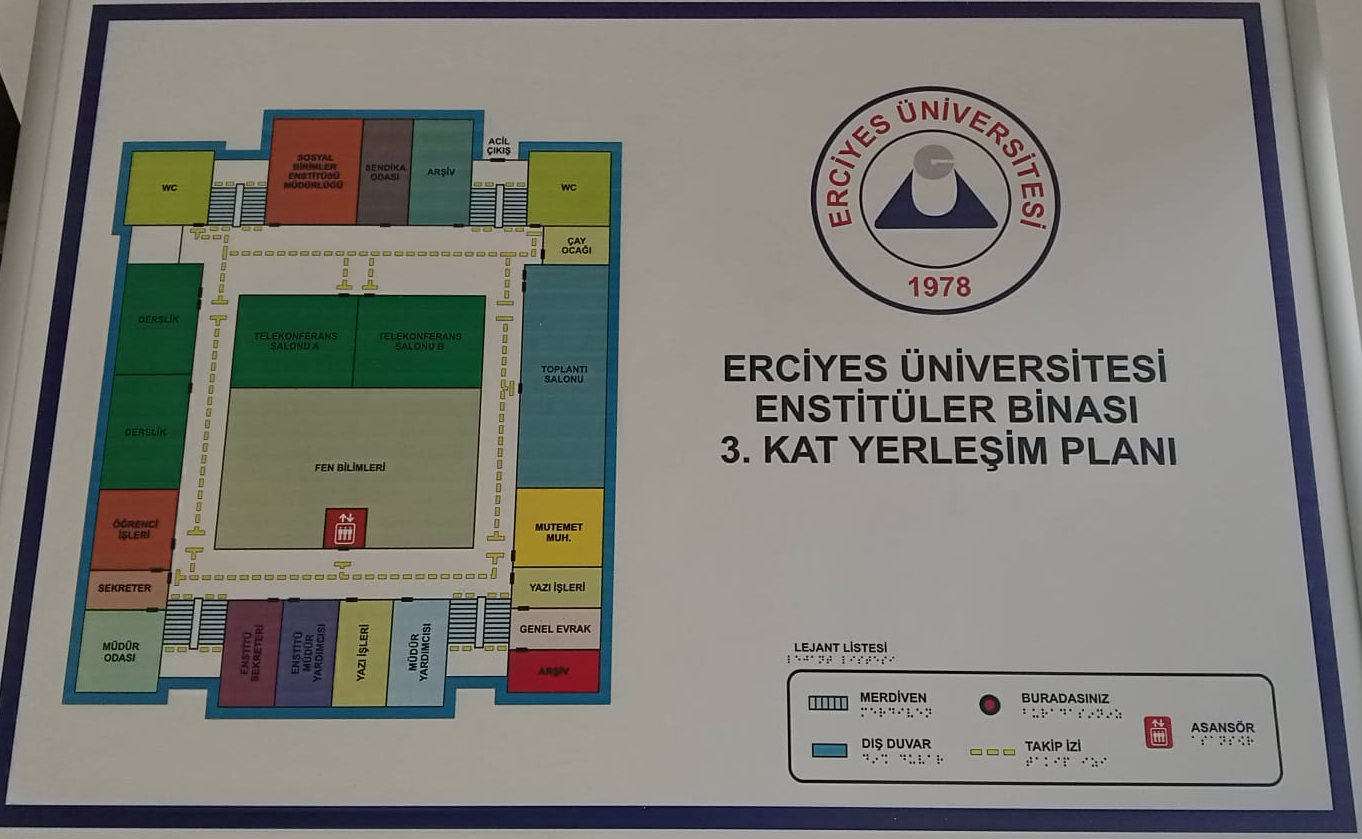 ACİL
ÇIKIŞ
WC
SOSYAL
BİRİMLER
ENSTİTÜSÜ
MÜDÜRLÜĞÜ
SENDİKA
ODASI
ARŞİV
WC
ÇAY
OCAĞI
DERSLİK
TELEKONFERANS
SALONU A
TELEKONFERANS
SALONU B
TOPLANTI
SALONU
DERSLİK
FEN BİLİMLERİ
ÖĞRENCİ
İŞLERİ
MUTEMET
MUH.
SEKRETER
YAZI İŞLERİ
MÜDÜR
ODASI
ENSTİTÜ
SEKRETERİ
ENSTİTÜ
MÜDÜR
YARDIMCISI
YAZI İŞLERİ
MÜDÜR
YARDIMCISI
GENEL EVRAK
ARŞİV
ERCİYES ÜNİVERSİTESİ
1978
ERCİYES ÜNİVERSİTESİ
ENSTİTÜLER BİNASI
3. KAT YERLEŞİM PLANI
LEJANT LİSTESİ
MERDİVEN
BURADASINIZ
ASANSÖR
DIŞ DUVAR
TAKİP İZİ